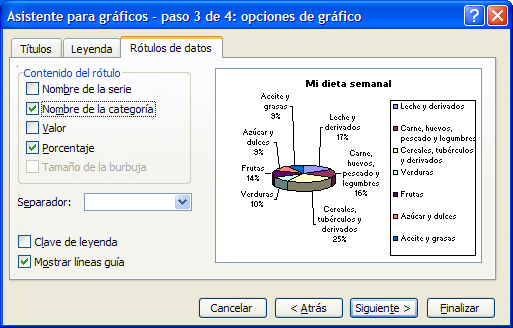 Asistente para gráficos - paso 3 de 4: opciones de gráfico
Títulos
Leyenda
Rótulos de datos
Contenido del rótulo
Nombre de la serie
Nombre de la categoría
Valor
Porcentaje
Tamaño de la burbuja
Separador:
Clave de leyenda
Mostrar líneas guía
Mi dieta semanal
Aceite y
grasas
9%
Leche y
derivados
17%
Azúcar y
dulces
9%
Carne,
huevos,
pescado y
legumbres
16%
Frutas
14%
Verduras
10%
Cereales,
tubérculos y
derivados
25%
Leche y derivados
Carne, huevos,
pescado y legumbres
Cereales, tubérculos
y derivados
Verduras
Frutas
Azúcar y dulces
Aceite y grasas
Cancelar
< Atrás
Siguiente >
Finalizar